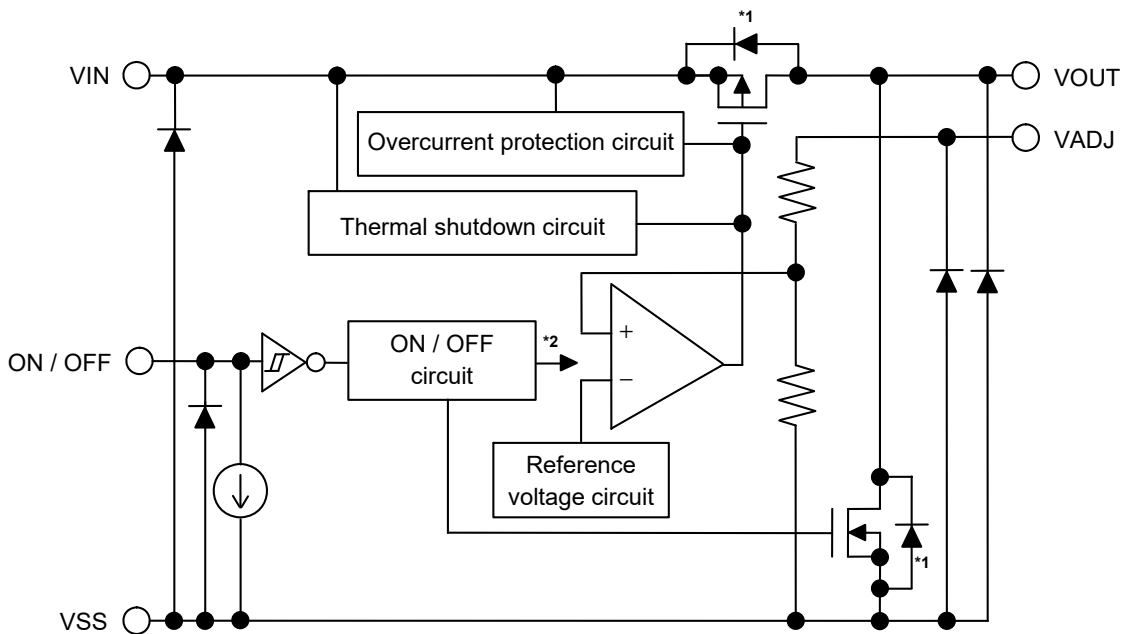 *1
VIN
VOUT
Overcurrent protection circuit
VADJ
Thermal shutdown circuit
ON / OFF
ON / OFF
circuit
*2
+
−
Reference
voltage circuit
*1
VSS